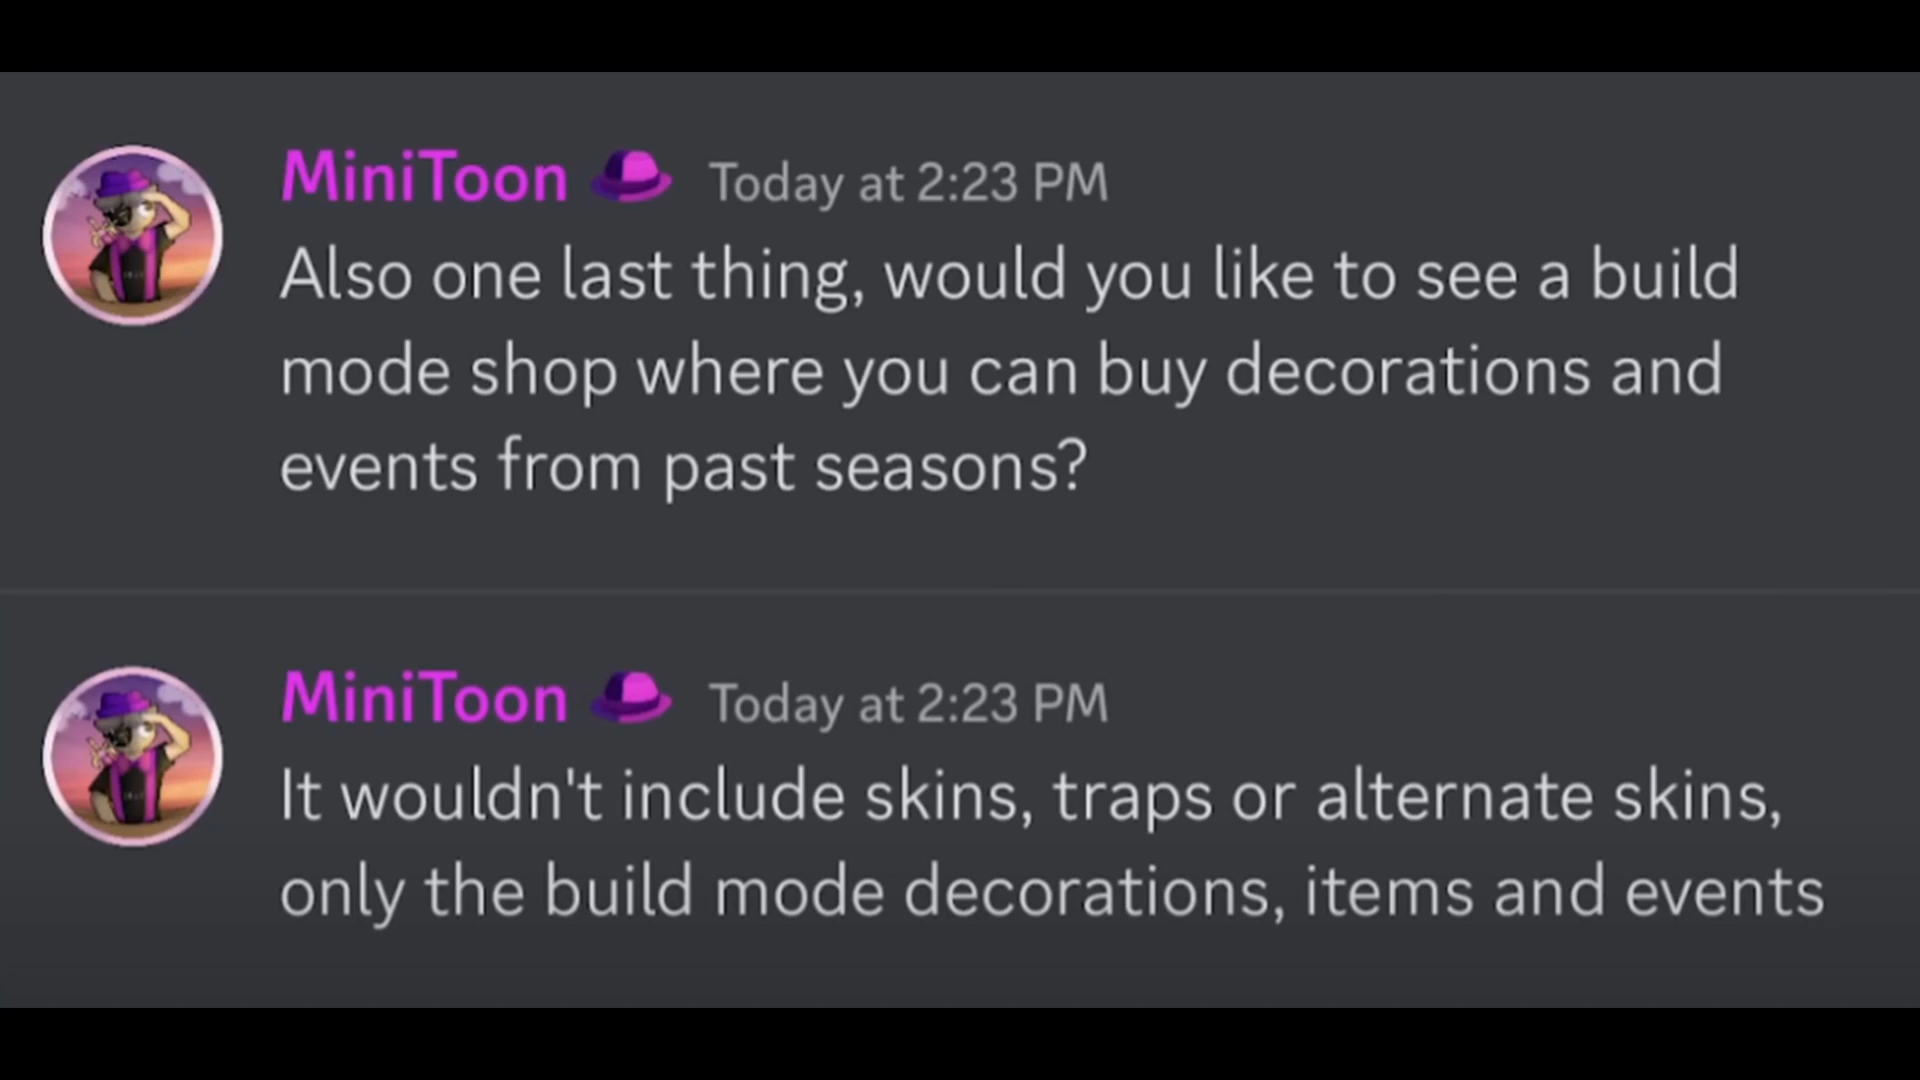 MiniToon Today at 2:23 PM
Also one last thing, would you like to see a build
mode shop where you can buy decorations and
events from past seasons?
MiniToon Today at 2:23 PM
It wouldn't include skins, traps or alternate skins,
only the build mode decorations, items and events